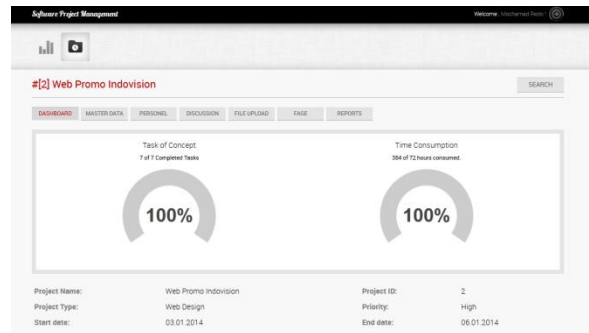 Software Project Management
Welcome, Mochamad Reski!
#[2] Web Promo Indovision
SEARCH
DASHBOARD MASTER DATA PERSONEL DISCUSSION FILE UPLOAD FASE REPORTS
Task of Concept
7 of 7 Completed Tasks
100%
Time Consumption
384 of 72 hours consumed.
100%
Project Name: Web Promo Indovision Project ID: 2
Project Type: Web Design Priority: High
Start date: 03.01.2014 End date: 06.01.2014